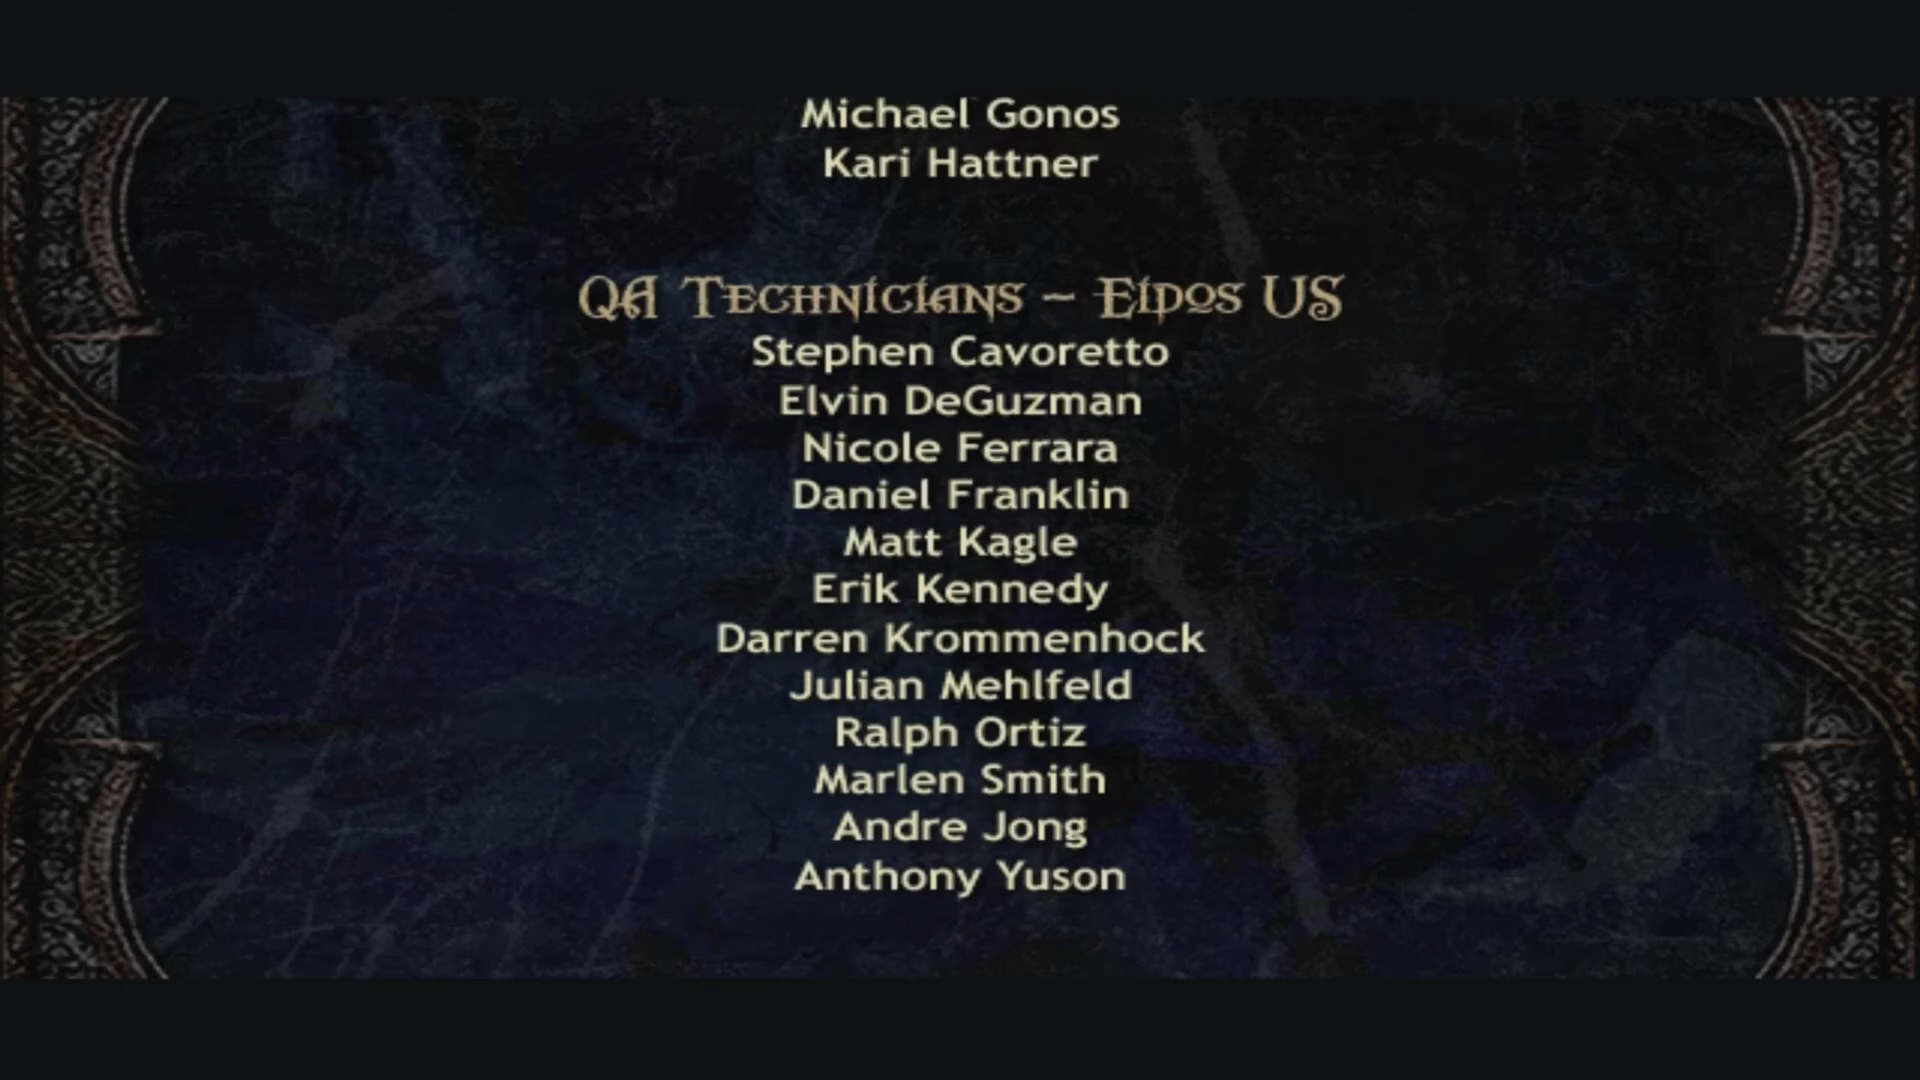 Michael Gonos
Kari Hattner
QA Technicians – Eidos US
Stephen Cavoretto
Elvin DeGuzman
Nicole Ferrara
Daniel Franklin
Matt Kagle
Erik Kennedy
Darren Krommenhock
Julian Mehlfeld
Ralph Ortiz
Marlen Smith
Andre Jong
Anthony Yuson